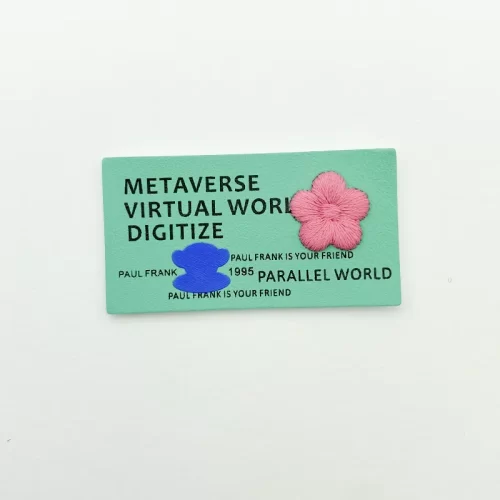 METAVERSE
VIRTUAL WORL
DIGITIZE
PAUL FRANK IS YOUR FRIEND
PAUL FRANK 1995 PARALLEL WORLD
PAUL FRANK IS YOUR FRIEND